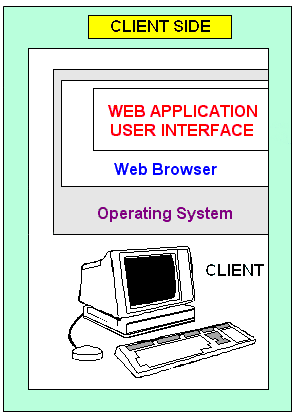 CLIENT SIDE
WEB APPLICATION
USER INTERFACE
Web Browser
Operating System
CLIENT